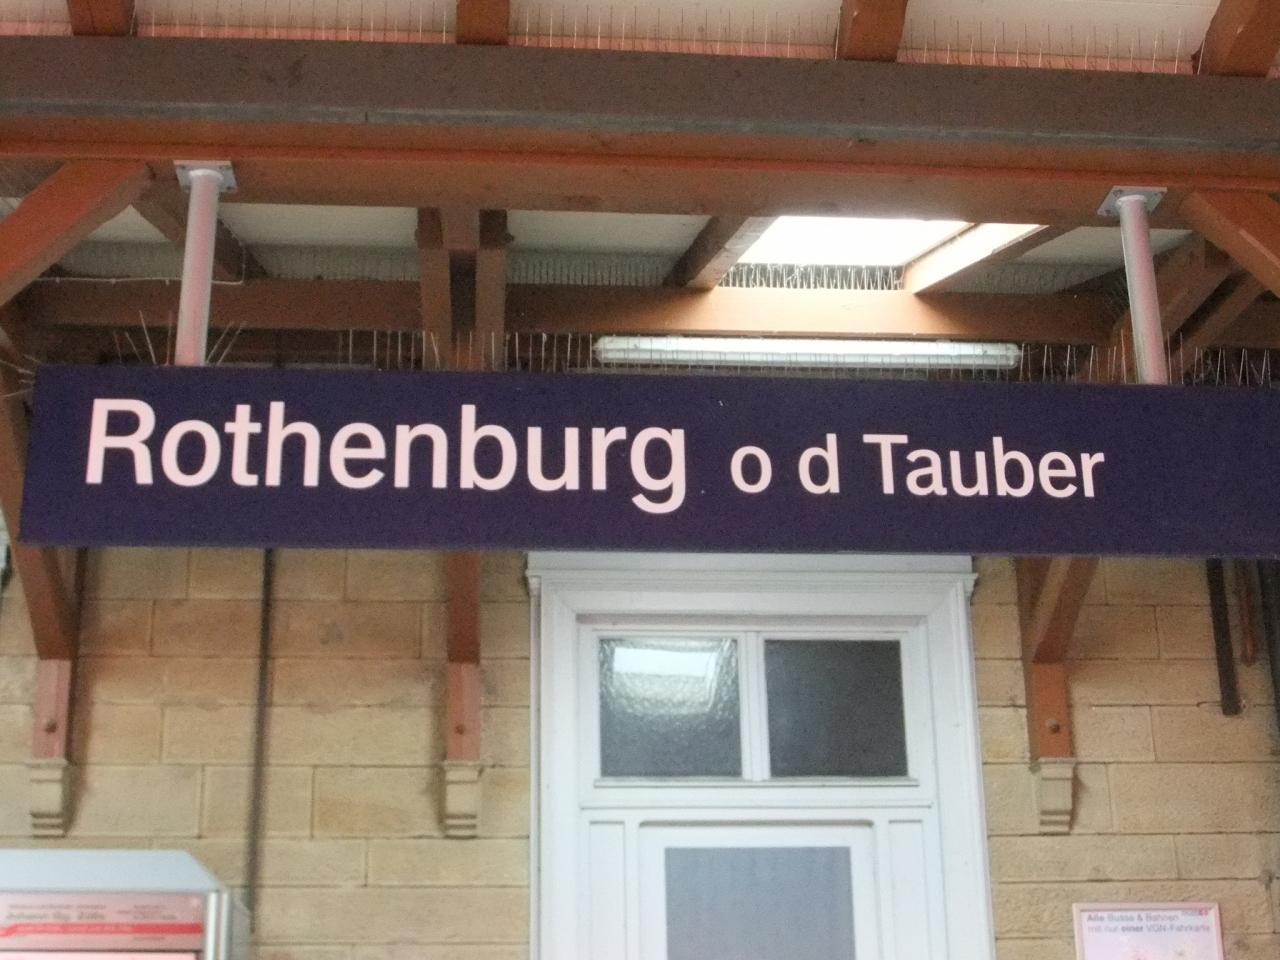 Rothenburg o d Tauber
Alle Busse & Bahnen
mit nur einer VGN-Fahrkarte